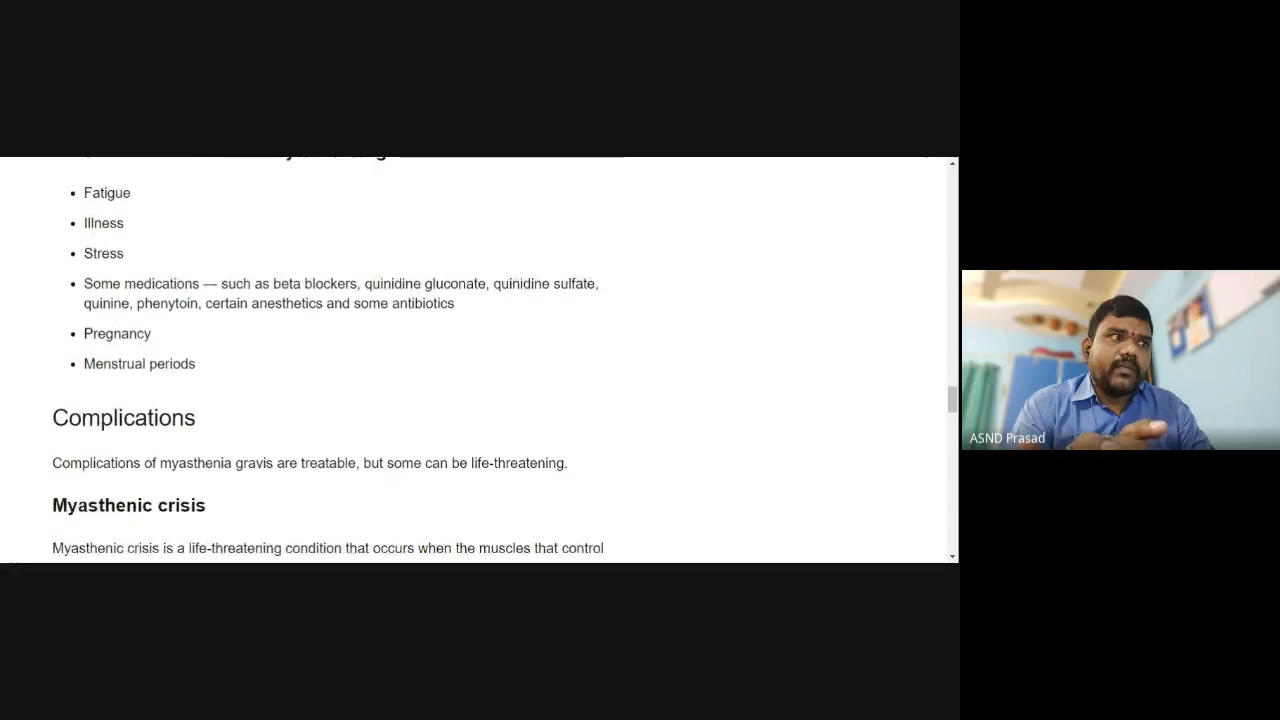 Fatigue
Illness
Stress
Some medications — such as beta blockers, quinidine gluconate, quinidine sulfate,
quinine, phenytoin, certain anesthetics and some antibiotics
Pregnancy
Menstrual periods
Complications
Complications of myasthenia gravis are treatable, but some can be life-threatening.
Myasthenic crisis
Myasthenic crisis is a life-threatening condition that occurs when the muscles that control
ASND Prasad